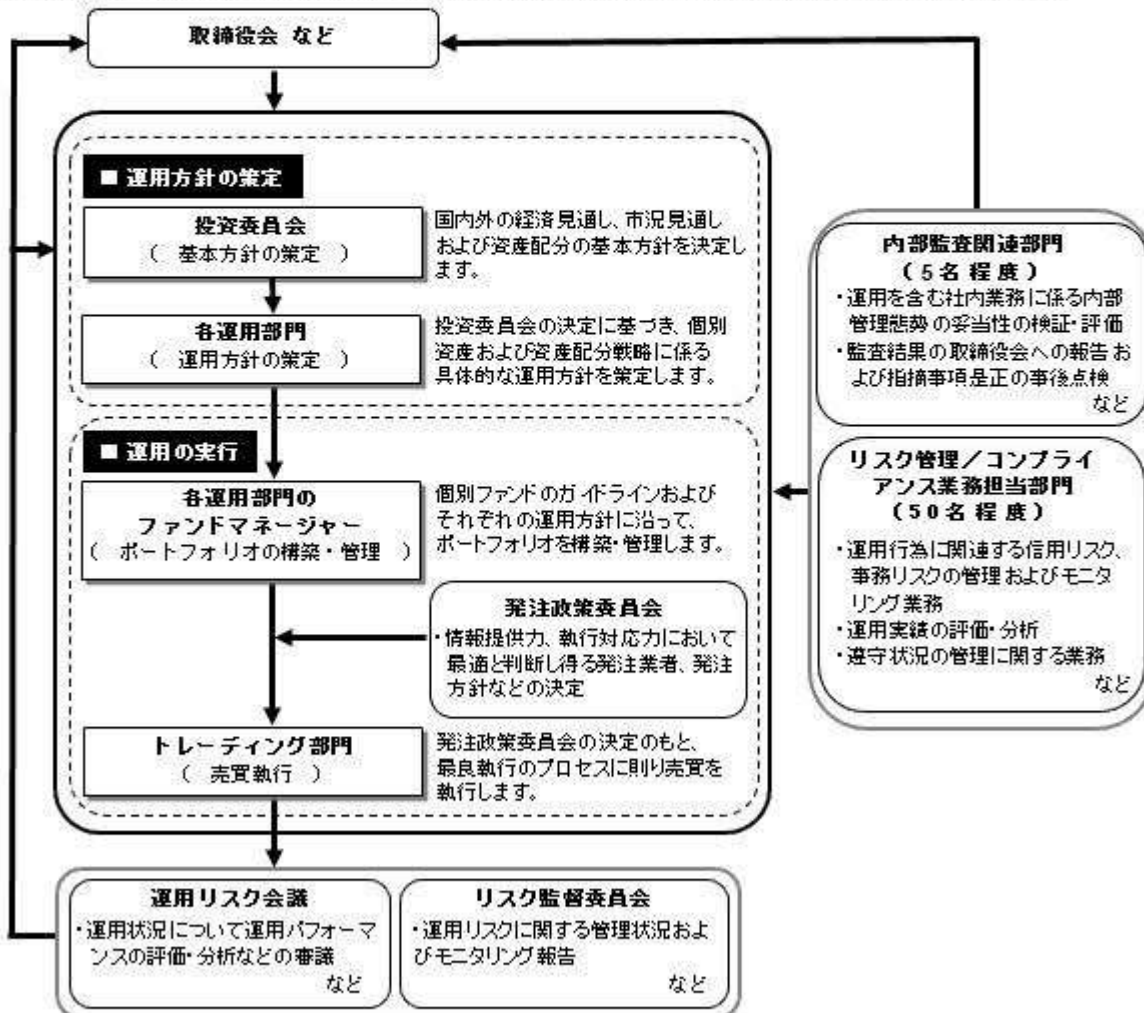 取締役会 など
■ 運用方針の策定
投資委員会
( 基本方針の策定 )
国内外の経済見通し、市況見通し
および資産配分の基本方針を決定し
ます。
各運用部門
( 運用方針の策定 )
投資委員会の決定に基づき、個別
資産および資産配分戦略に係る
具体的な運用方針を策定します。
■ 運用の実行
各運用部門の
ファンドマネージャー
( ポートフォリオの構築・管理 )
個別ファンドのガイドラインおよび
それぞれの運用方針に沿って、
ポートフォリオを構築・管理します。
発注政策委員会
・情報提供力、執行対応力において
最適と判断し得る発注業者、発注
方針などの決定
トレーディング部門
( 売買執行 )
発注政策委員会の決定のもと、
最良執行のプロセスに則り売買を
執行します。
運用リスク会議
・運用状況について運用パフォーマ
ンスの評価・分析などの審議
など
リスク監督委員会
・運用リスクに関する管理状況およ
びモニタリング報告
など
内部監査関連部門
(5名程度)
・運用を含む社内業務に係る内部
管理態勢の妥当性の検証・評価
・監査結果の取締役会への報告お
よび指摘事項是正の事後点検
など
リスク管理／コンプライ
アンス業務担当部門
(50名程度)
・運用行為に関連する信用リスク、
事務リスクの管理およびモニタ
リング業務
・運用実績の評価・分析
・遵守状況の管理に関する業務
など